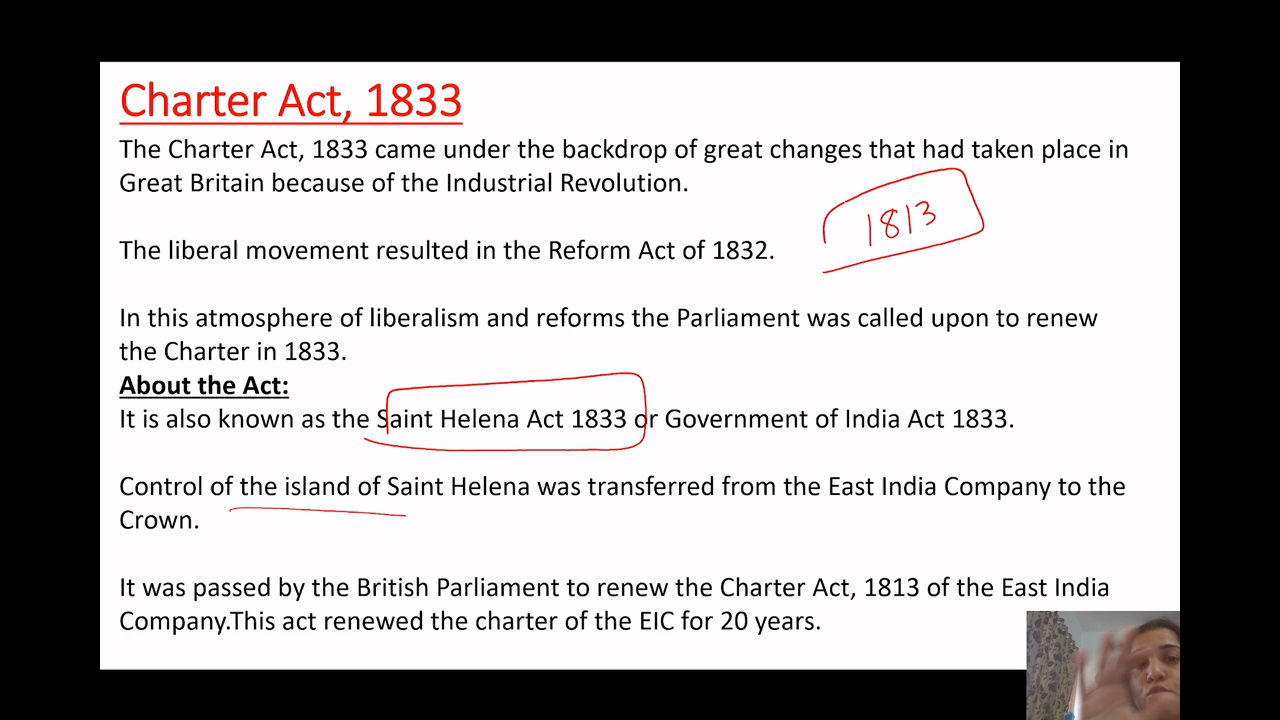 Charter Act, 1833
The Charter Act, 1833 came under the backdrop of great changes that had taken place in
Great Britain because of the Industrial Revolution.
1813
The liberal movement resulted in the Reform Act of 1832.
In this atmosphere of liberalism and reforms the Parliament was called upon to renew
the Charter in 1833.
About the Act:
It is also known as the Saint Helena Act 1833 or Government of India Act 1833.
Control of the island of Saint Helena was transferred from the East India Company to the
Crown.
It was passed by the British Parliament to renew the Charter Act, 1813 of the East India
Company.This act renewed the charter of the EIC for 20 years.